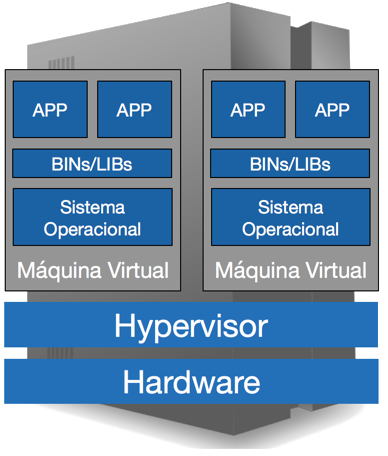 APP
APP
BINs/LIBs
Sistema
Operacional
Máquina Virtual
APP
APP
BINs/LIBs
Sistema
Operacional
Máquina Virtual
Hypervisor
Hardware